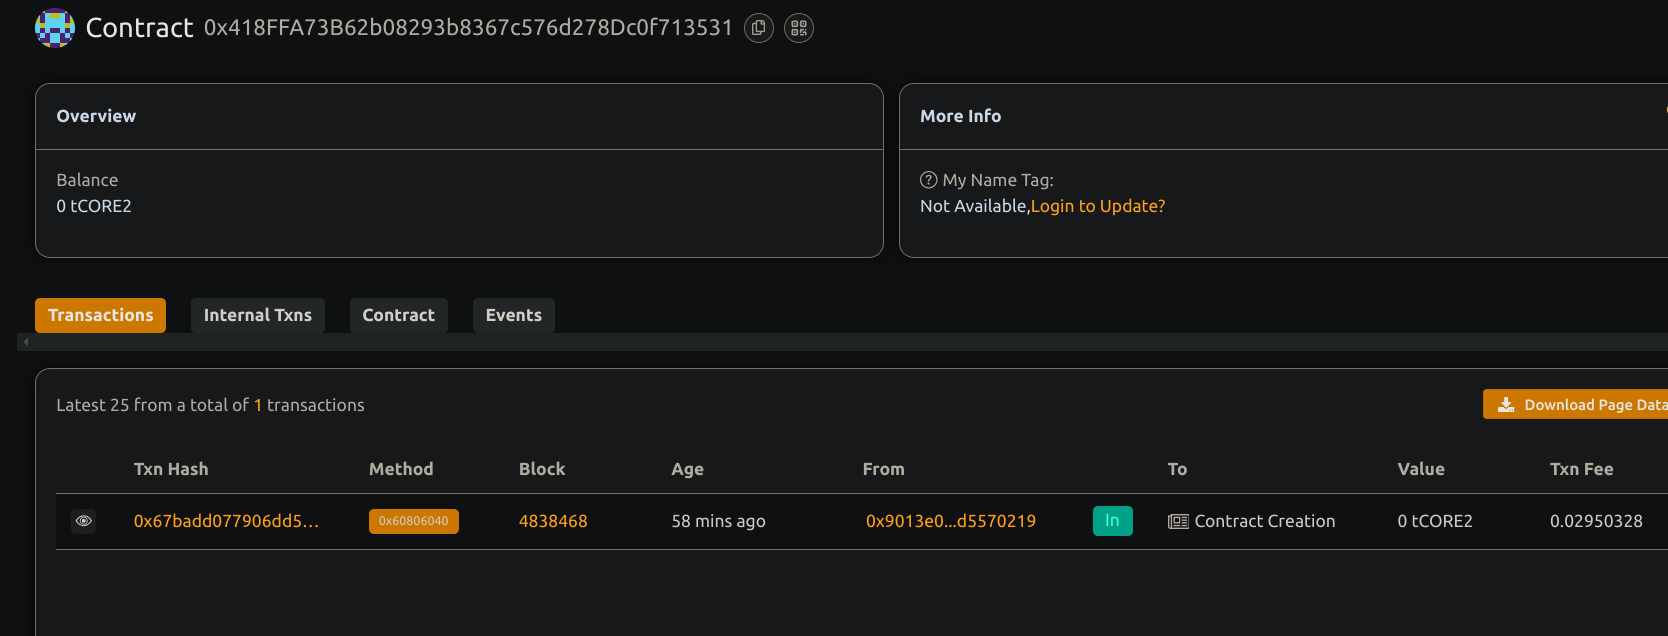 Contract 0x418FFA73B62b08293b8367c576d278Dc0f713531
Overview
Balance
0 tCORE2
More Info
My Name Tag:
Not Available,Login to Update?
Transactions Internal Txns Contract Events
Latest 25 from a total of 1 transactions
Download Page Data
Txn Hash Method Block Age From To Value Txn Fee
0x67badd077906dd5... 0x60806040 4838468 58 mins ago 0x9013e0...d5570219 In Contract Creation 0 tCORE2 0.02950328